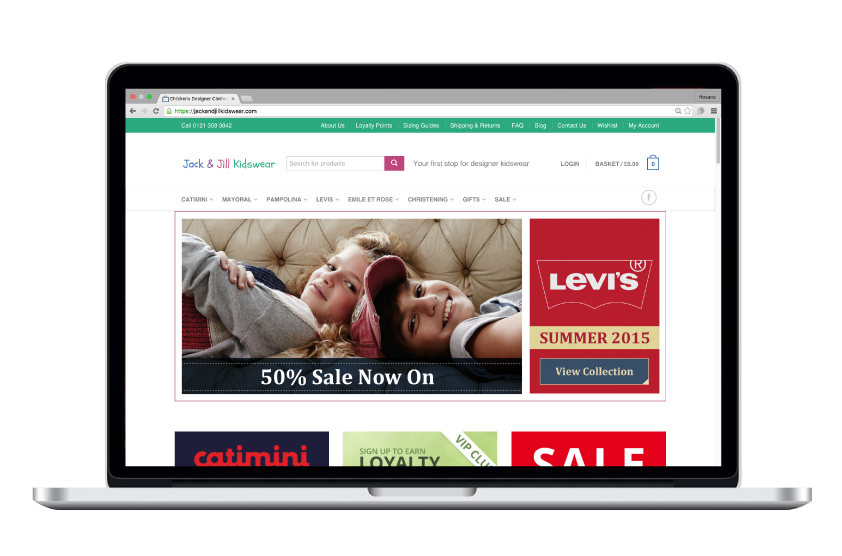 Childrens Designer Clothes
https://jackandjillkidswear.com
Call 0121 308 0842
About Us
Loyalty Points
Sizing Guides
Shipping & Returns
FAQ
Blog
Contact Us
Wishlist
My Account
Jack & Jill Kidswear
Search for products
Your first stop for designer kidswear
LOGIN
BASKET / £0.00
0
CATIMINI
MAYORAL
PAMPOLINA
LEVIS
EMILE ET ROSE
CHRISTENING
GIFTS
SALE
f
50% Sale Now On
LEVI'S®
SUMMER 2015
View Collection
catimini
SIGN UP TO EARN
LOYALTY
VIP CLU
SALE